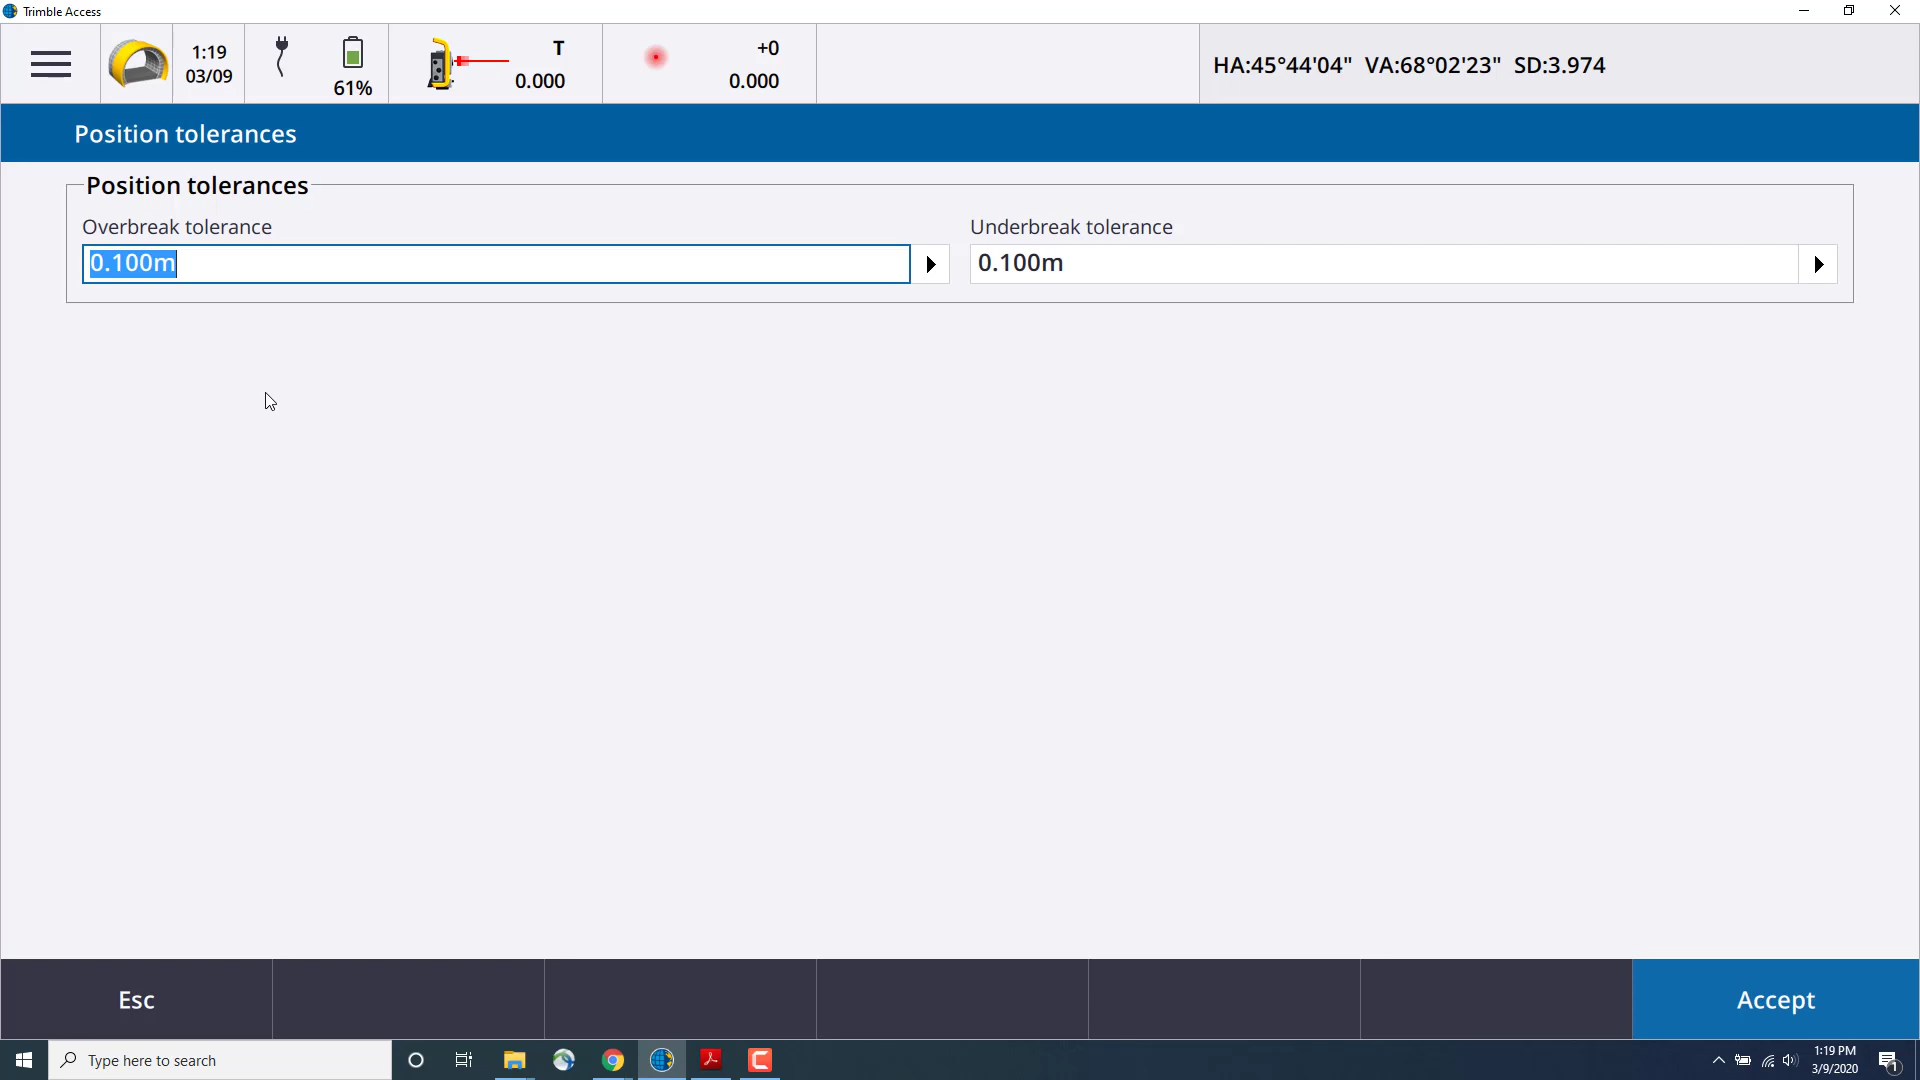 Trimble Access
1:19
03/09
61%
T
0.000
+0
0.000
HA:45°44'04" VA:68°02'23" SD:3.974
Position tolerances
Position tolerances
Overbreak tolerance
Underbreak tolerance
0.100m
0.100m
Esc
Accept
Type here to search
1:19 PM
3/9/2020
1